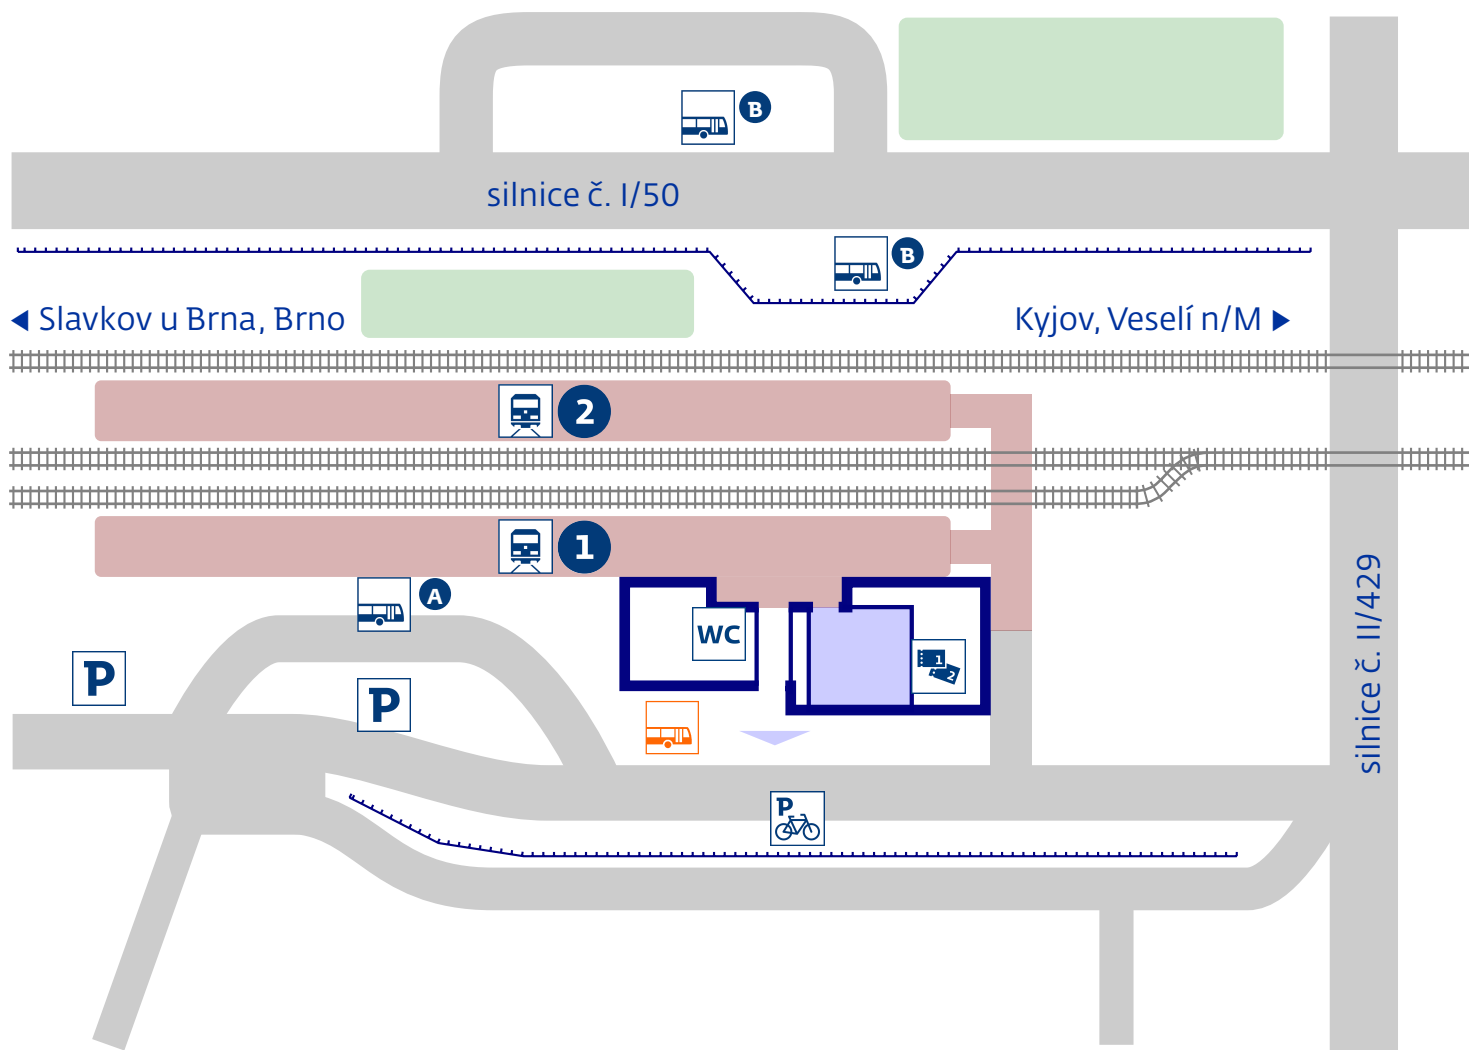 B
silnice č. I/50
B
Slavkov u Brna, Brno
Kyjov, Veselí n/M
2
1
A
WC
1
2
P
P
silnice č. II/429
P